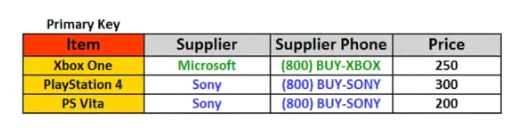 Primary Key
Item Supplier Supplier Phone Price
Xbox One Microsoft (800) BUY-XBOX 250
PlayStation 4 Sony (800) BUY-SONY 300
PS Vita Sony (800) BUY-SONY 200